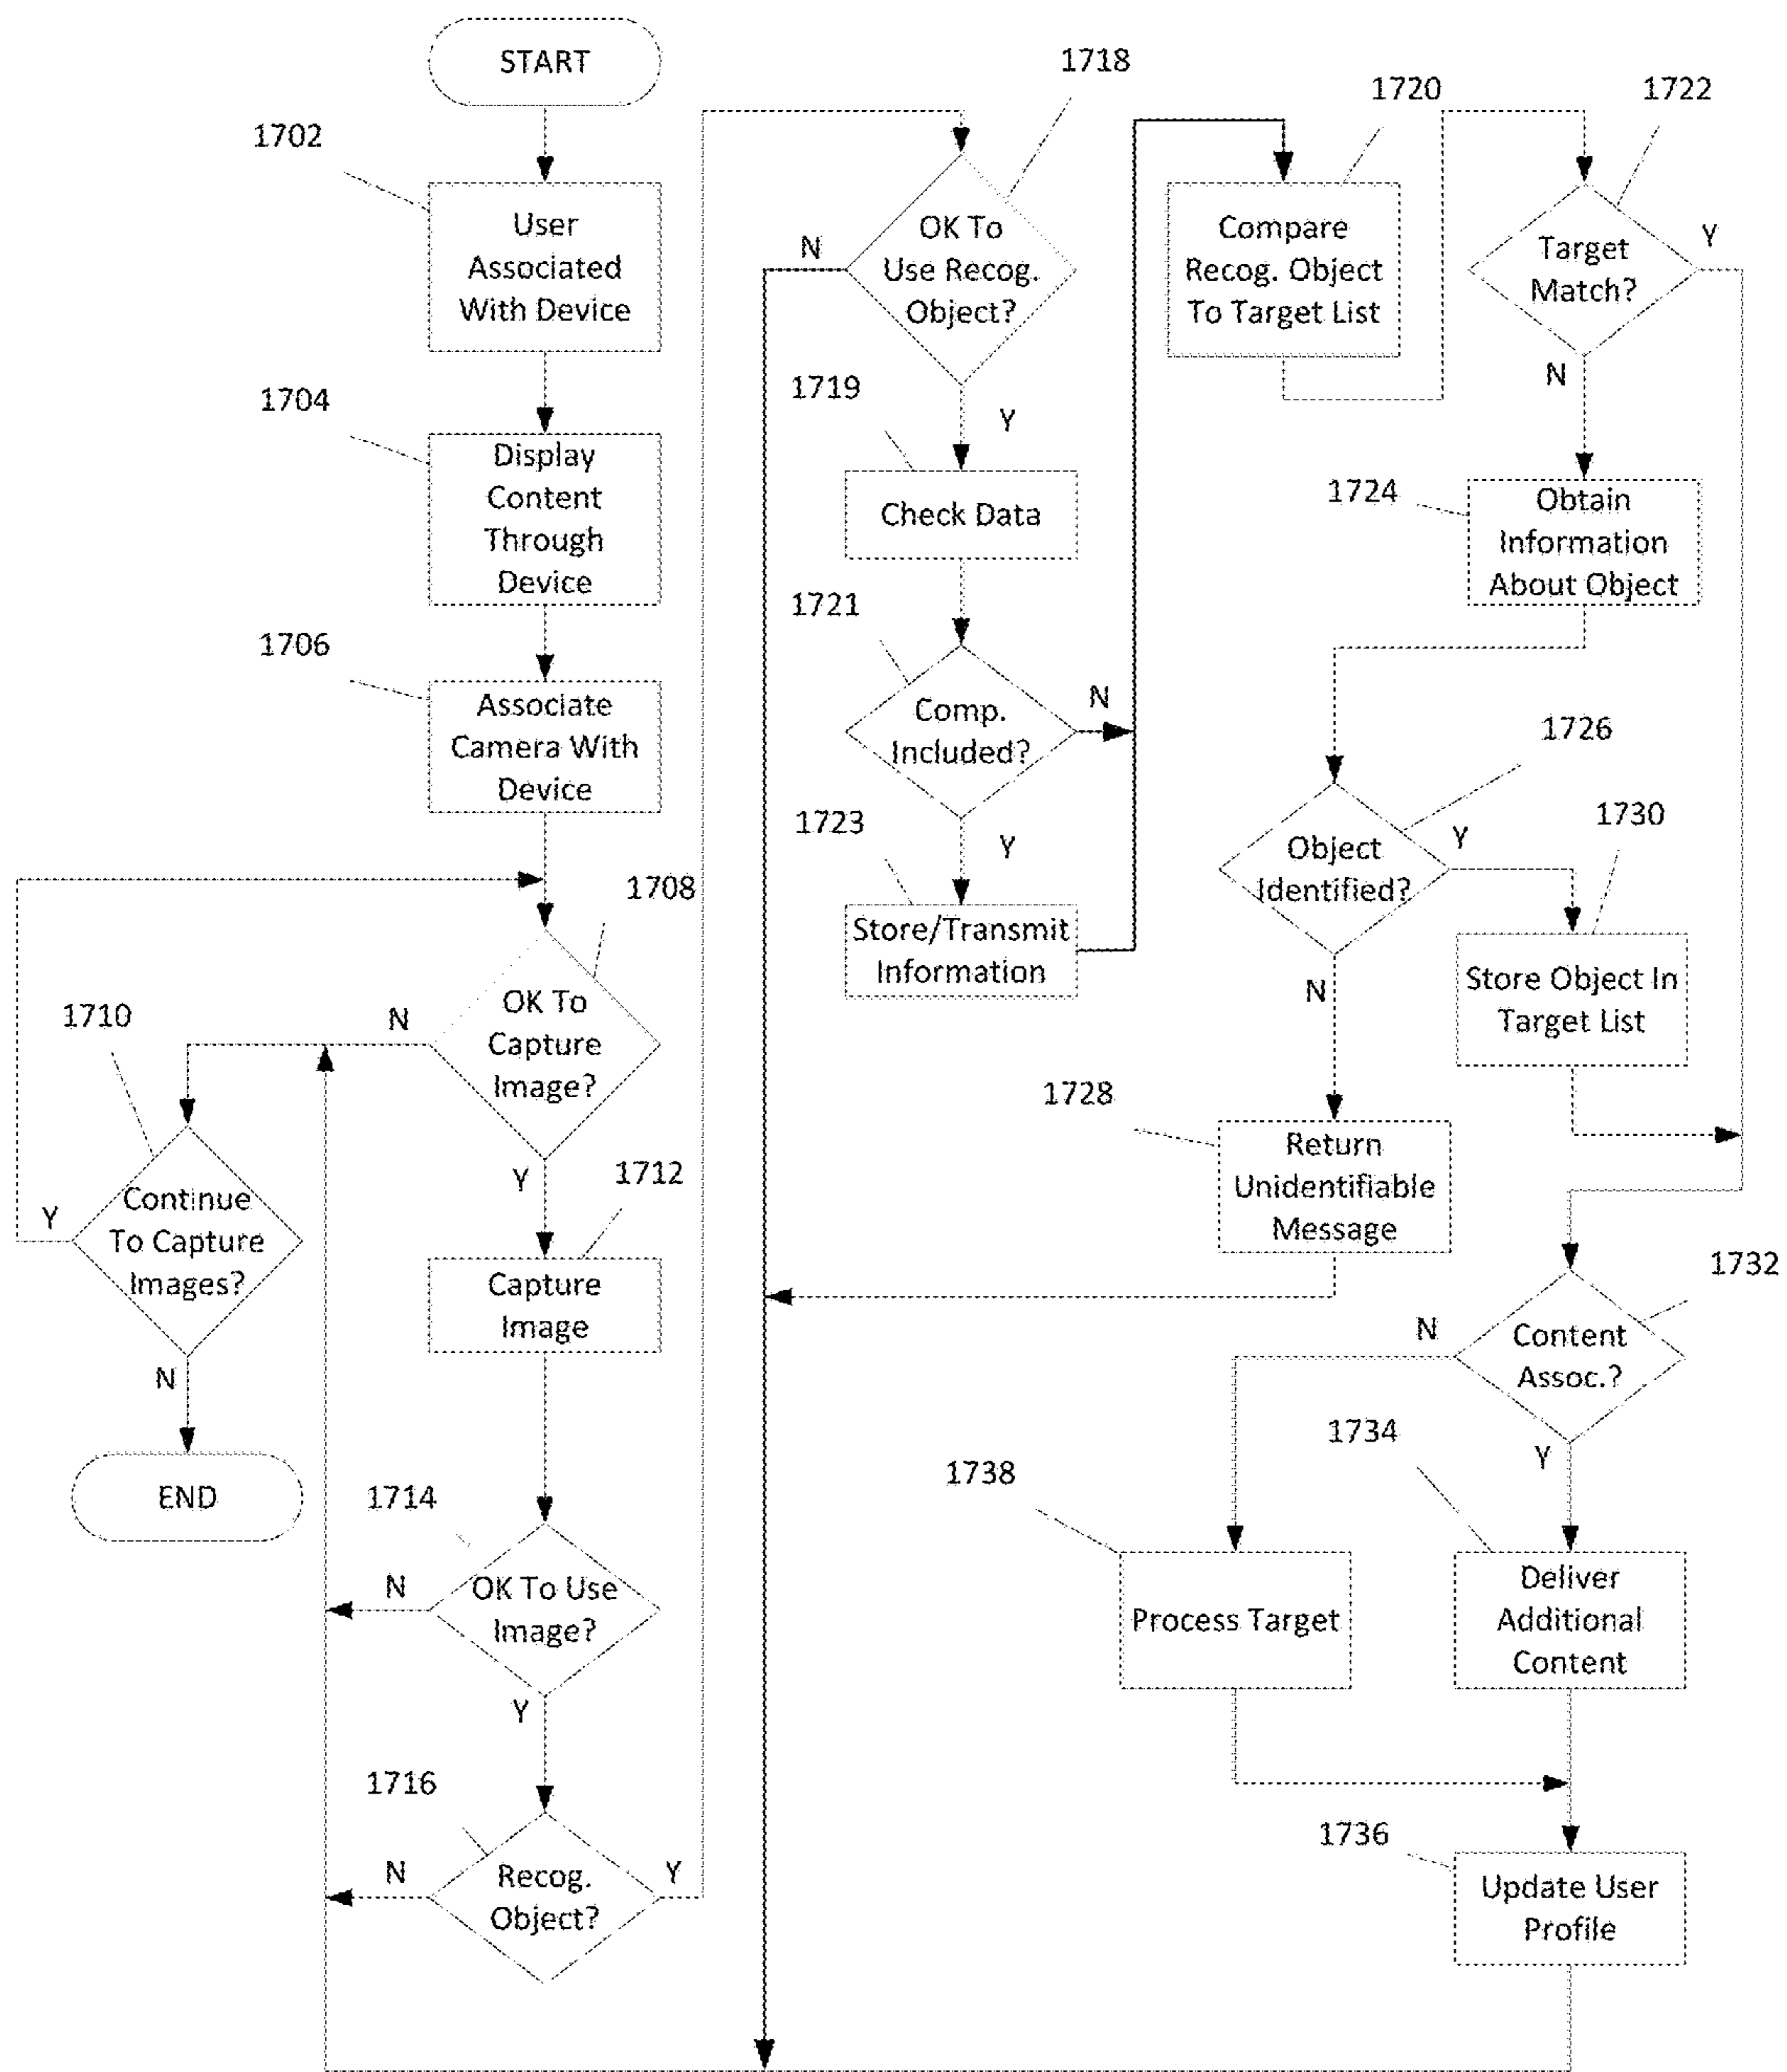 START
1702
User
Associated
With Device
1704
Display
Content
Through
Device
1706
Associate
Camera With
Device
1708
OK To
Capture
Image?
N
Y
1710
Continue
To Capture
Images?
Y
N
END
1712
Capture
Image
1714
OK To Use
Image?
N
Y
1716
Recog.
Object?
N
Y
1718
OK To
Use Recog.
Object?
N
Y
1719
Check Data
1721
Comp.
Included?
N
Y
1723
Store/Transmit
Information
1720
Compare
Recog. Object
To Target List
1722
Target
Match?
Y
N
1724
Obtain
Information
About Object
1726
Object
Identified?
Y
N
1730
Store Object In
Target List
1728
Return
Unidentifiable
Message
1732
Content
Assoc.?
N
Y
1738
Process Target
1734
Deliver
Additional
Content
1736
Update User
Profile